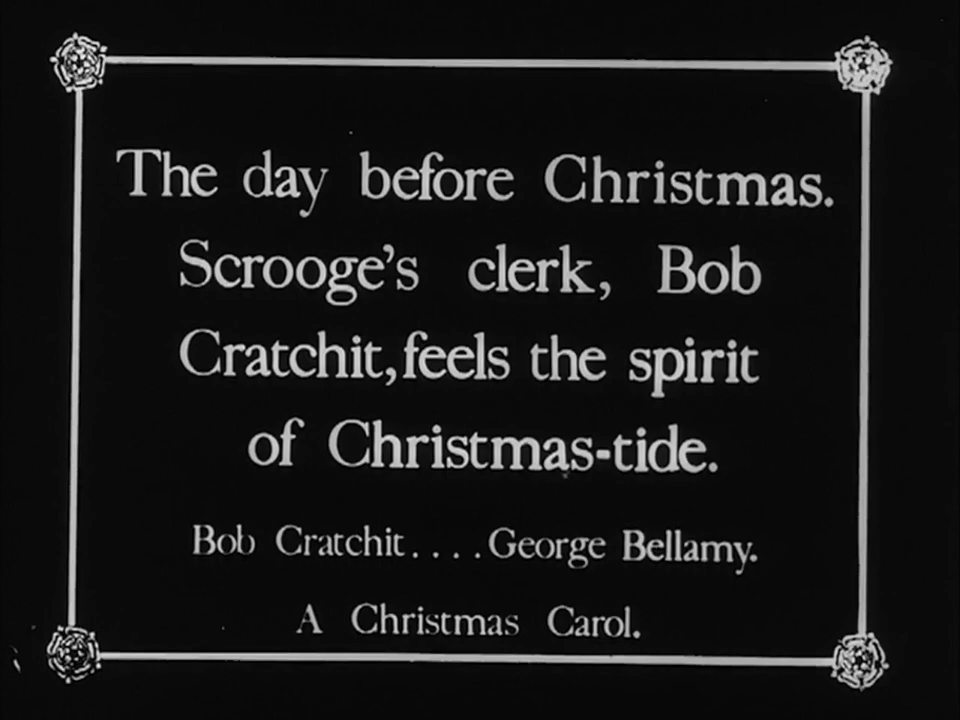 The day before Christmas.
Scrooge's clerk, Bob
Cratchit, feels the spirit
of Christmas-tide.
Bob Cratchit....George Bellamy.
A Christmas Carol.